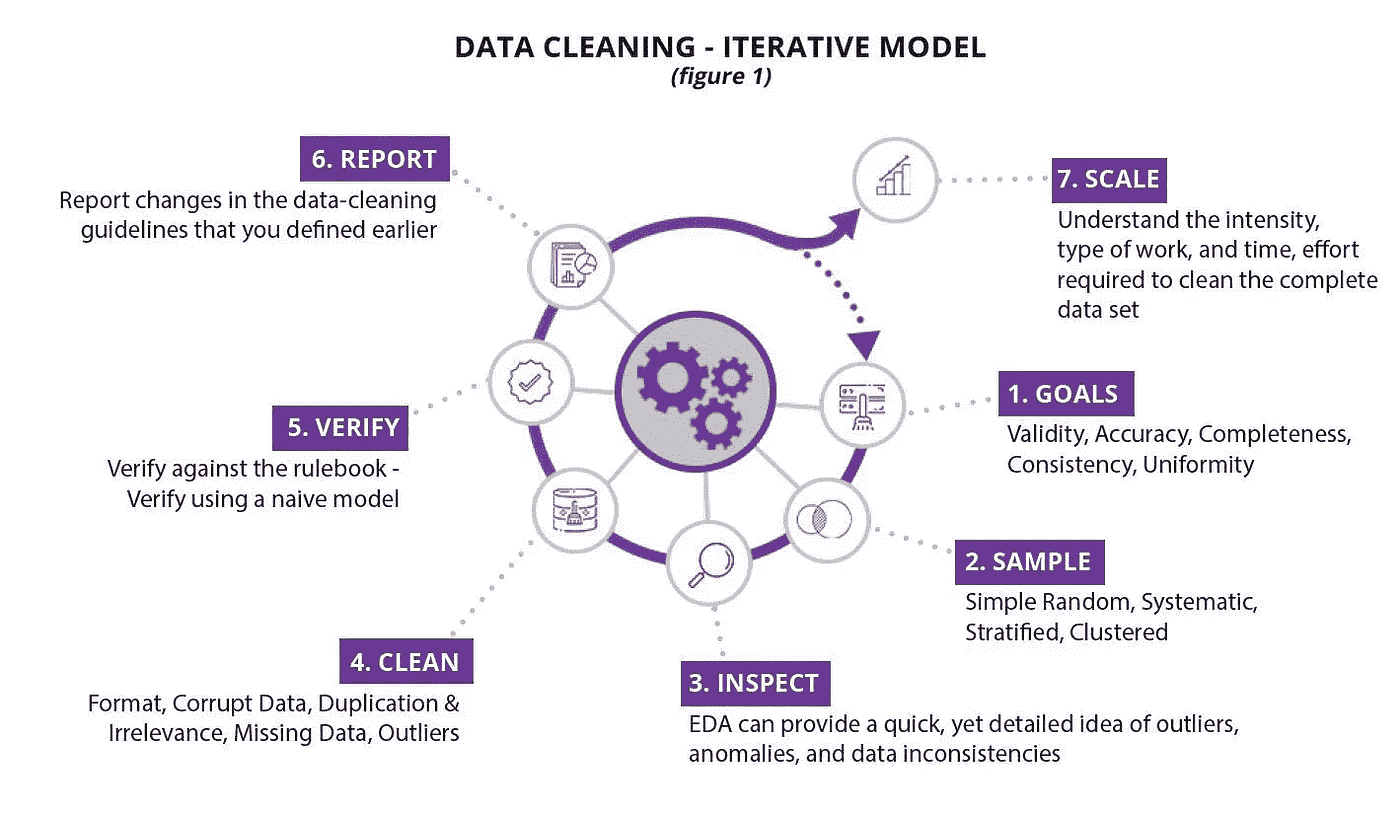 DATA CLEANING - ITERATIVE MODEL
(figure 1)
6. REPORT
Report changes in the data-cleaning
guidelines that you defined earlier
7. SCALE
Understand the intensity,
type of work, and time, effort
required to clean the complete
data set
1. GOALS
Validity, Accuracy, Completeness,
Consistency, Uniformity
5. VERIFY
Verify against the rulebook -
Verify using a naive model
2. SAMPLE
Simple Random, Systematic,
Stratified, Clustered
4. CLEAN
Format, Corrupt Data, Duplication &
Irrelevance, Missing Data, Outliers
3. INSPECT
EDA can provide a quick, yet detailed idea of outliers,
anomalies, and data inconsistencies